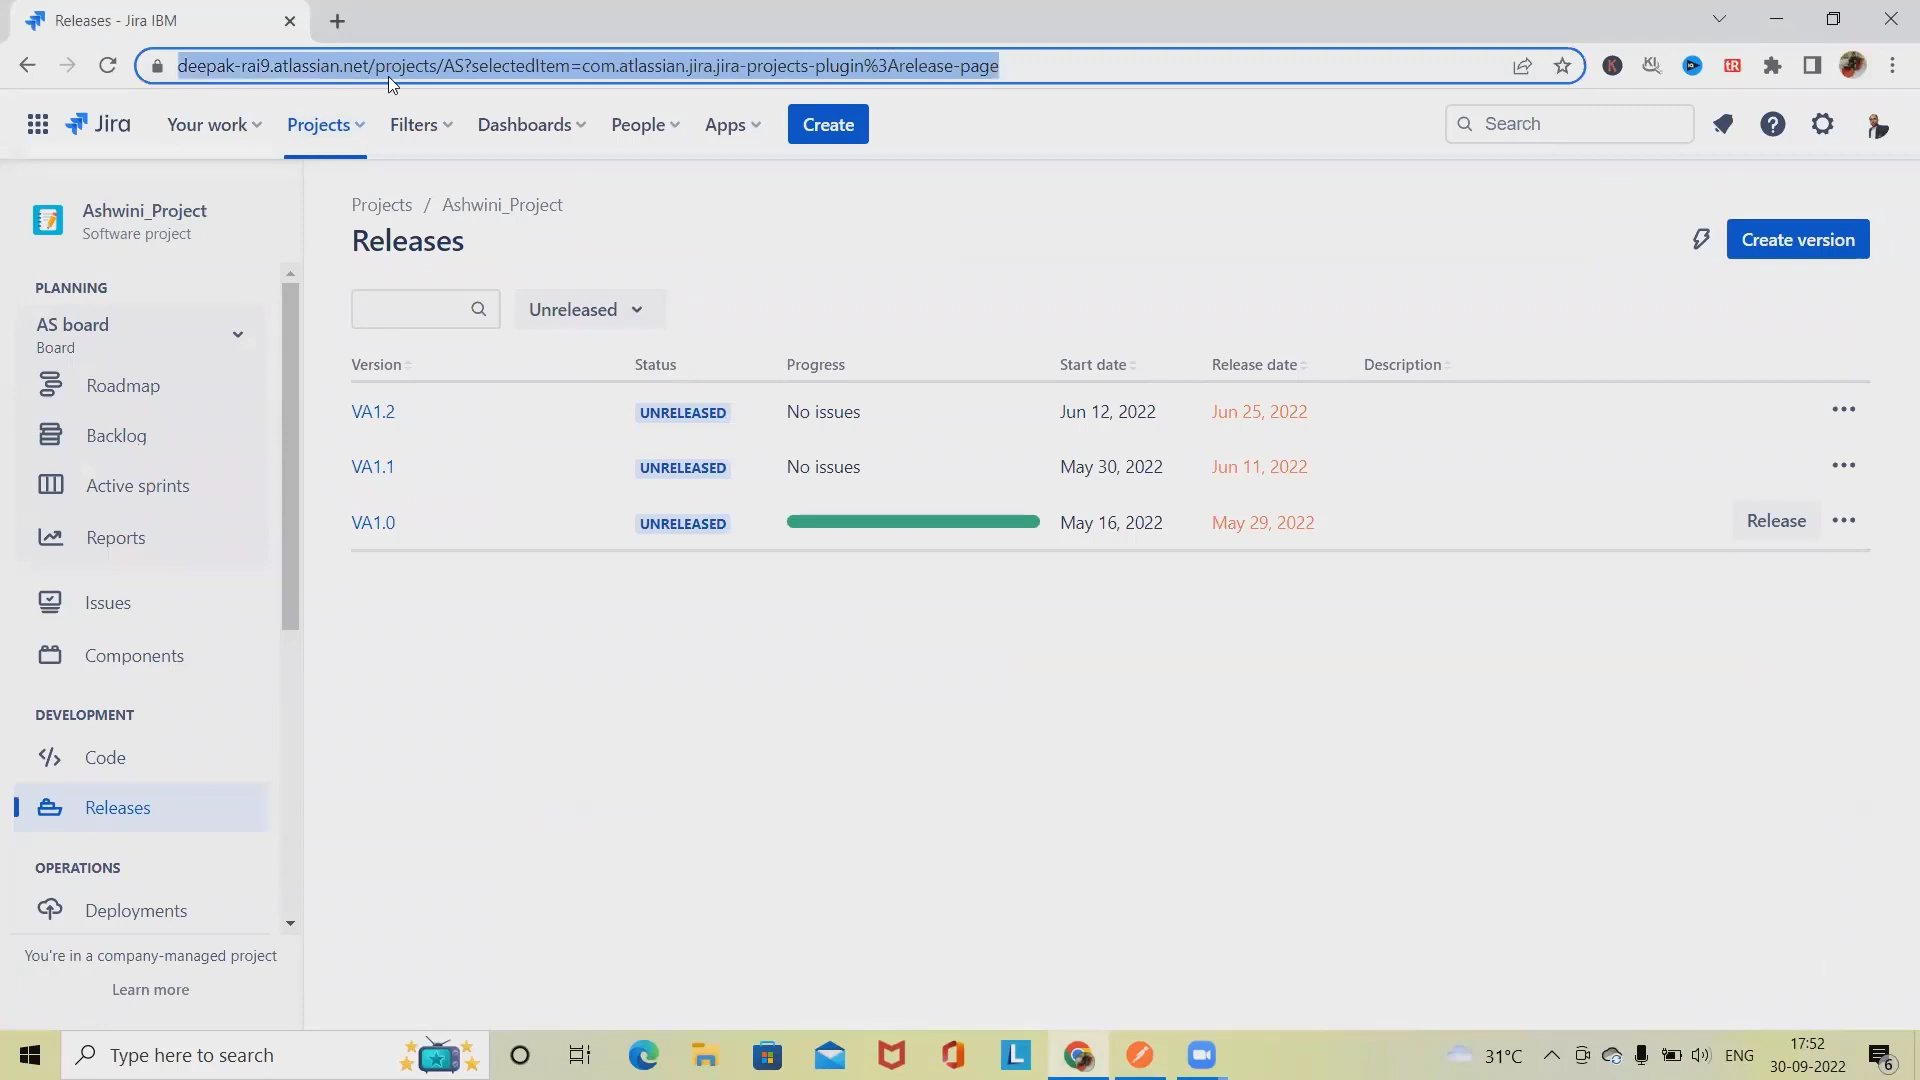 Releases - Jira IBM
deepak-rai9.atlassian.net/projects/AS?selectedItem=com.atlassian.jira.jira-projects-plugin%3Arelease-page
Jira
Your work
Projects
Filters
Dashboards
People
Apps
Create
Search
Ashwini_Project
Software project
PLANNING
AS board
Board
Roadmap
Backlog
Active sprints
Reports
Issues
Components
DEVELOPMENT
Code
Releases
OPERATIONS
Deployments
You're in a company-managed project
Learn more
Projects / Ashwini_Project
Releases
Create version
Unreleased
Version Status Progress Start date Release date Description
VA1.2 UNRELEASED No issues Jun 12, 2022 Jun 25, 2022
VA1.1 UNRELEASED No issues May 30, 2022 Jun 11, 2022
VA1.0 UNRELEASED May 16, 2022 May 29, 2022 Release
Type here to search
31°C
ENG
17:52
30-09-2022
6